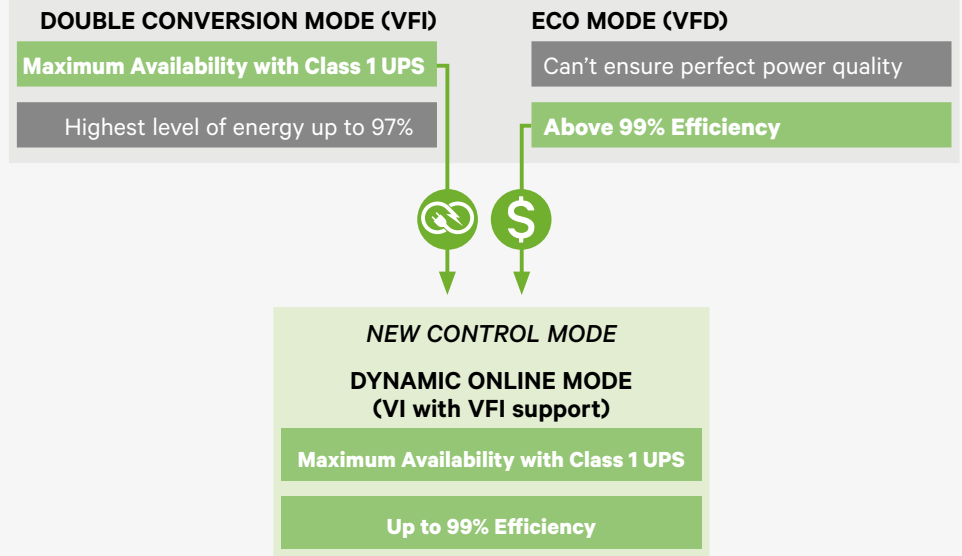 DOUBLE CONVERSION MODE (VFI)
Maximum Availability with Class 1 UPS
Highest level of energy up to 97%
ECO MODE (VFD)
Can't ensure perfect power quality
Above 99% Efficiency
$
NEW CONTROL MODE
DYNAMIC ONLINE MODE
(VI with VFI support)
Maximum Availability with Class 1 UPS
Up to 99% Efficiency